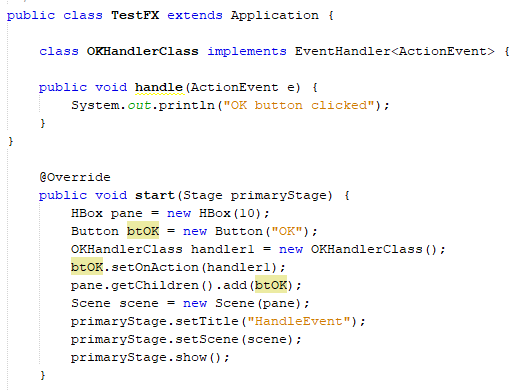 public class TestFX extends Application {
class OKHandlerClass implements EventHandler<ActionEvent> {
public void handle(ActionEvent e) {
System.out.println("OK button clicked");
}
}
@Override
public void start(Stage primaryStage) {
HBox pane = new HBox(10);
Button btOK = new Button("OK");
OKHandlerClass handler1 = new OKHandlerClass();
btOK.setOnAction(handler1);
pane.getChildren().add(btOK);
Scene scene = new Scene(pane);
primaryStage.setTitle("HandleEvent");
primaryStage.setScene(scene);
primaryStage.show();
}